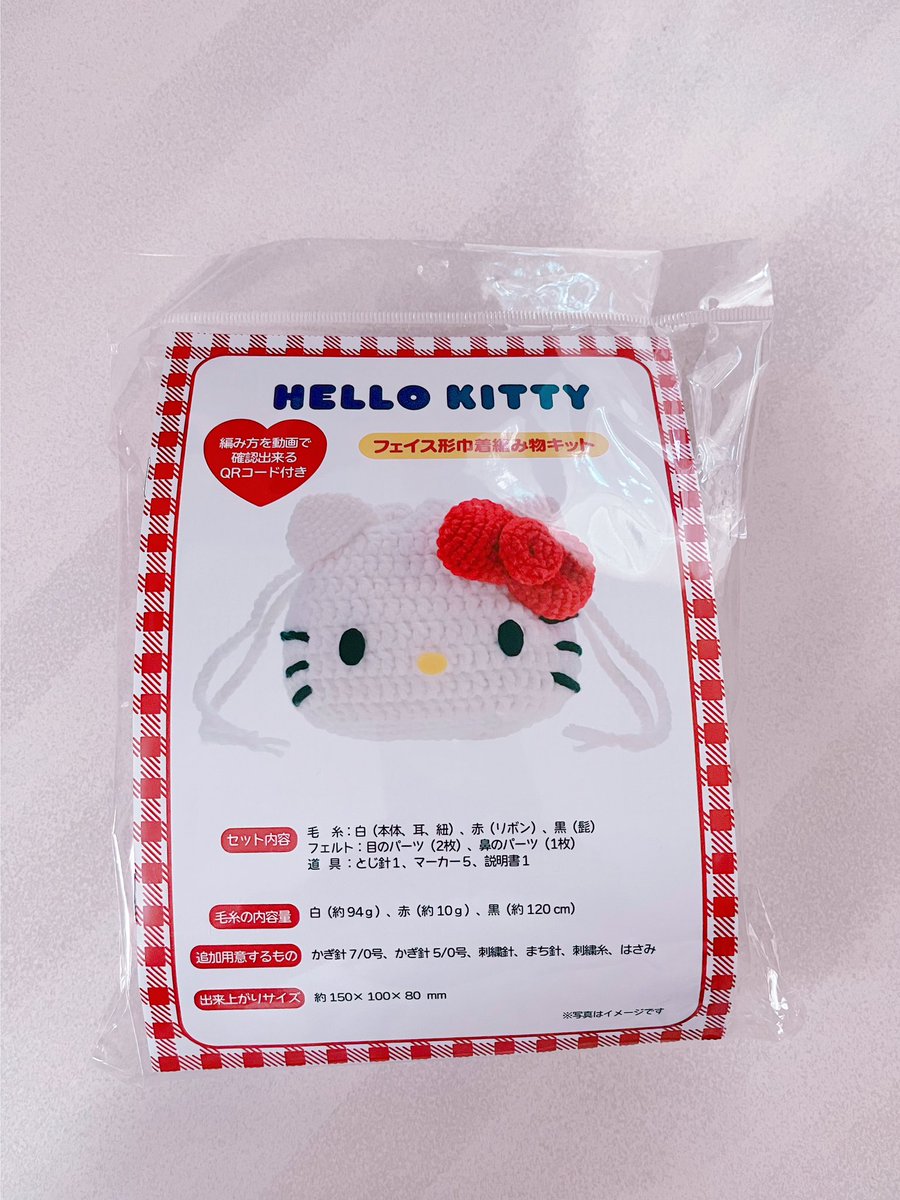 HELLO KITTY
編み方を動画で
確認出来る
QRコード付き
フェイス形巾着編み物キット
セット内容
毛 糸：白（本体、耳、紐）、赤（リボン）、黒（髭）
フェルト：目のパーツ（2枚）、鼻のパーツ（1枚）
道 具：とじ針1、マーカー5、説明書1
毛糸の内容量
白（約94g）、赤（約10g）、黒（約120cm）
追加用意するもの
かぎ針7/0号、かぎ針5/0号、刺繍針、まち針、刺繍糸、はさみ
出来上がりサイズ
約150×100×80 mm
※写真はイメージです